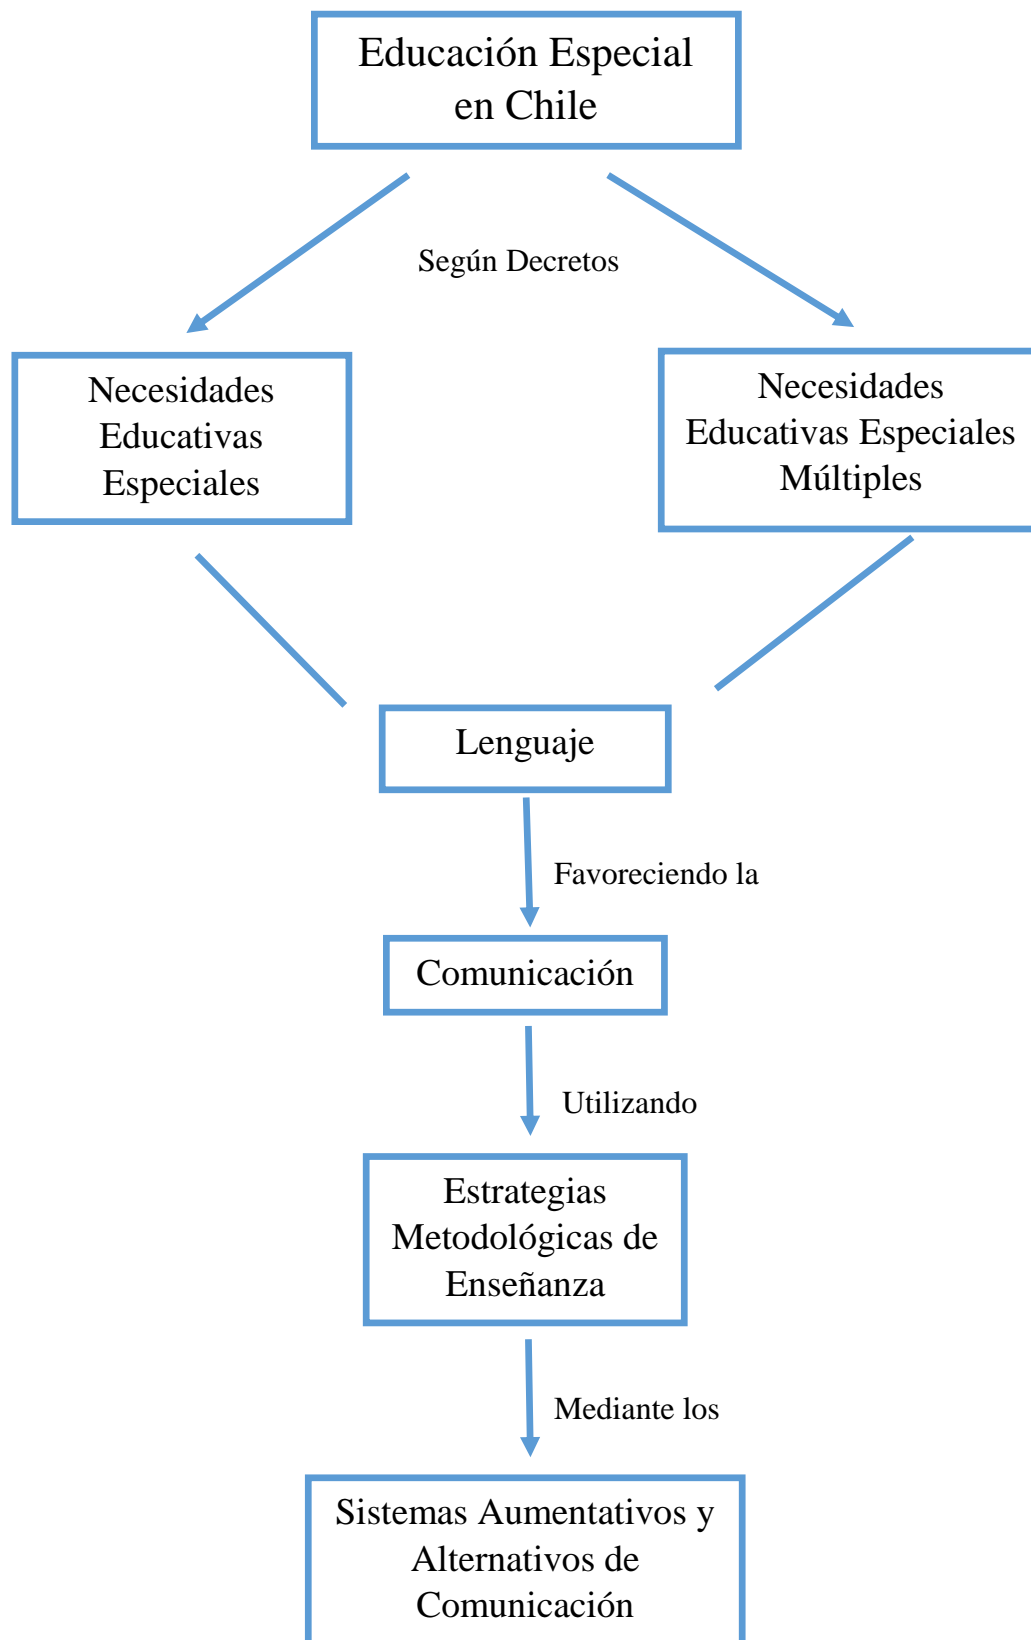 Educación Especial
en Chile
Según Decretos
Necesidades
Educativas
Especiales
Necesidades
Educativas Especiales
Múltiples
Lenguaje
Favoreciendo la
Comunicación
Utilizando
Estrategias
Metodológicas de
Enseñanza
Mediante los
Sistemas Aumentativos y
Alternativos de
Comunicación